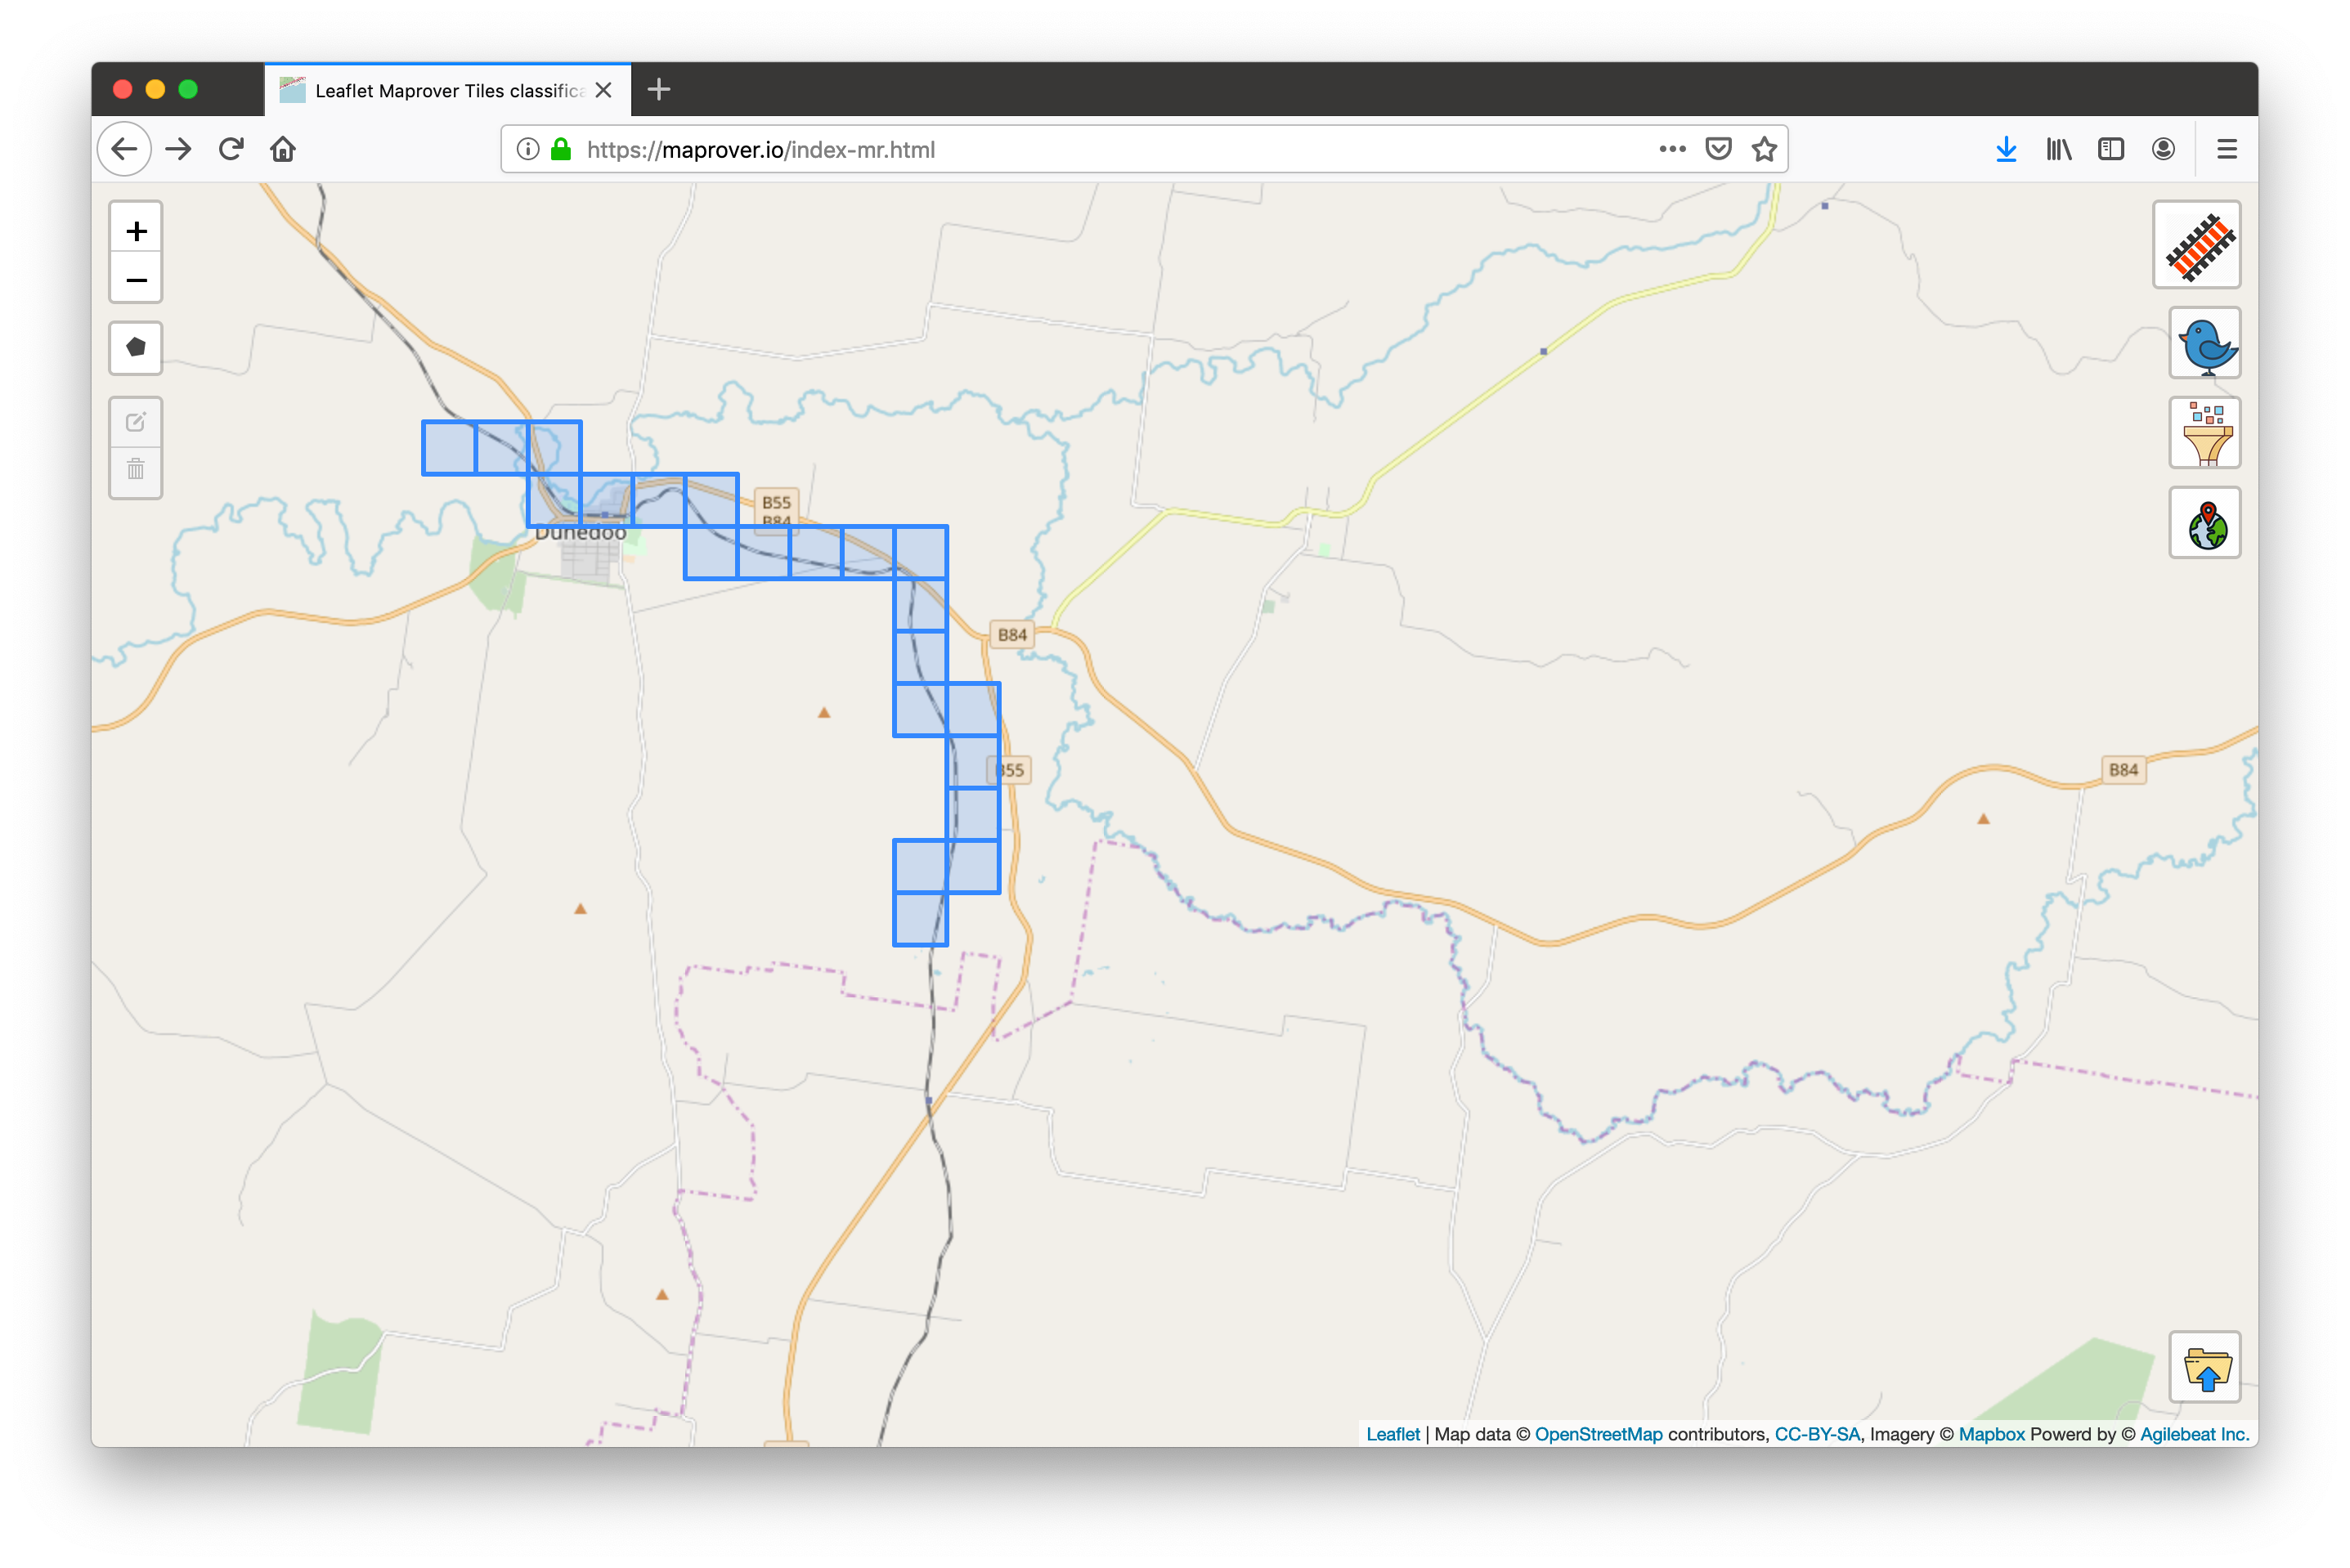 Leaflet Maprover Tiles classifica
https://maprover.io/index-mr.html
+
−
B55
B84
Dunedoo
B84
B55
B84
Leaflet | Map data © OpenStreetMap contributors, CC-BY-SA, Imagery © Mapbox Powerd by © Agilebeat Inc.